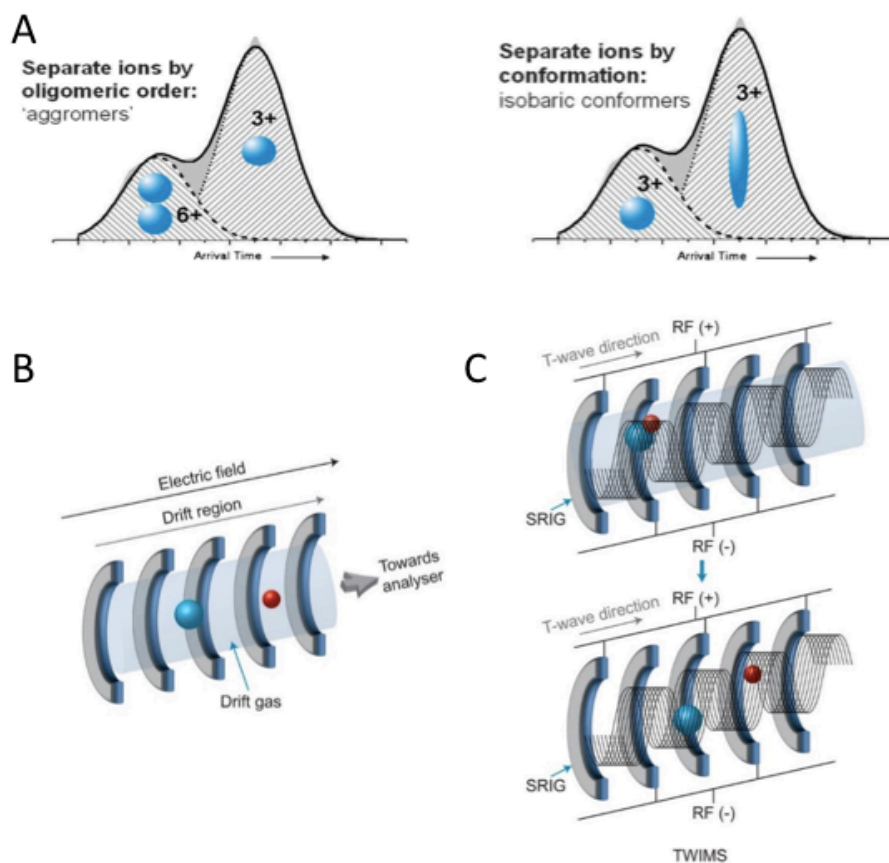 A
Separate ions by
oligomeric order:
'aggromers'
3+
6+
Arrival Time
Separate ions by
conformation:
isobaric conformers
3+
3+
Arrival Time
B
Electric field
Drift region
Towards
analyser
Drift gas
C
RF (+)
T-wave direction
SRIG
RF (-)
RF (+)
T-wave direction
SRIG
RF (-)
TWIMS